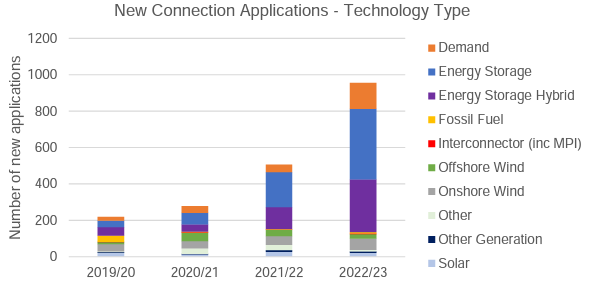 New Connection Applications - Technology Type
Number of new applications
1200
1000
800
600
400
200
0
2019/20
2020/21
2021/22
2022/23
Demand
Energy Storage
Energy Storage Hybrid
Fossil Fuel
Interconnector (inc MPI)
Offshore Wind
Onshore Wind
Other
Other Generation
Solar